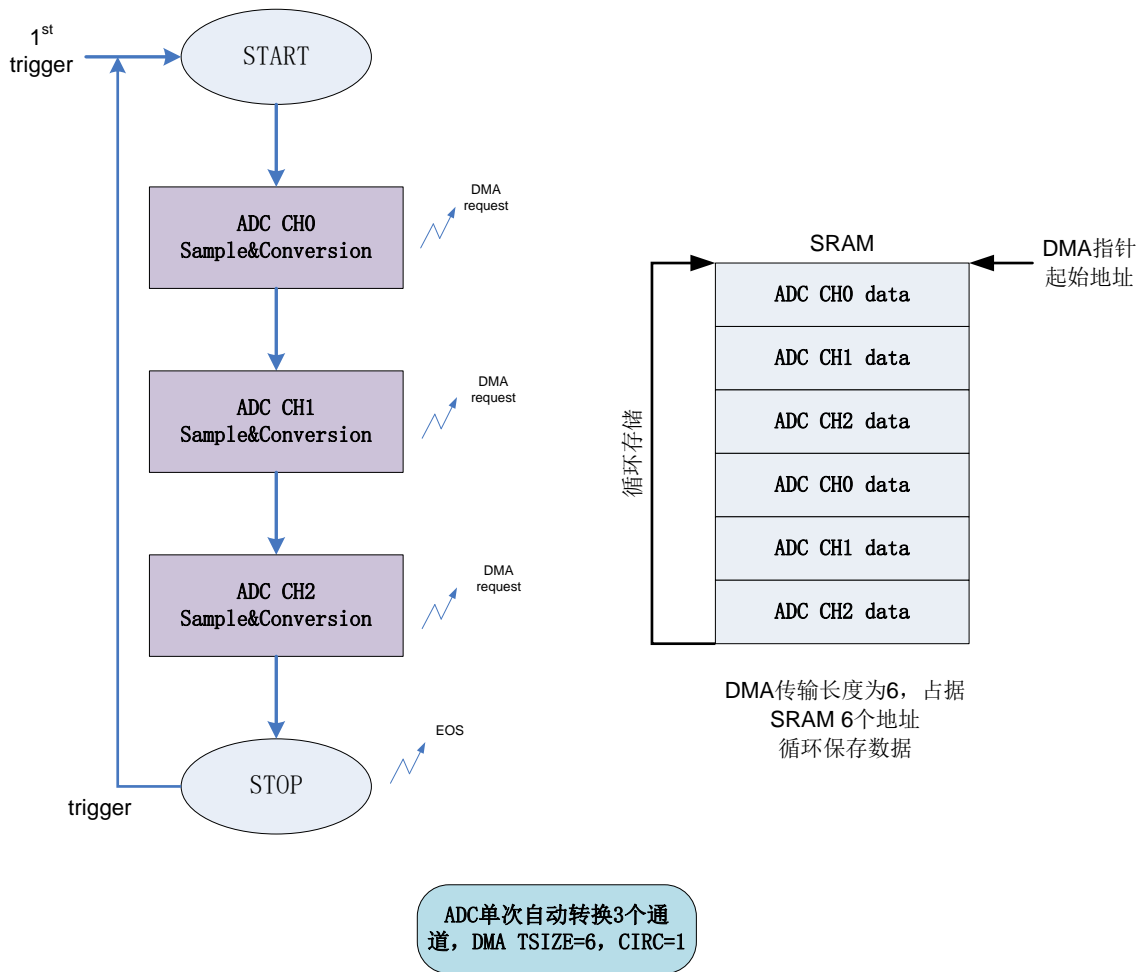 1st
trigger
START
ADC CH0
Sample&Conversion
DMA
request
ADC CH1
Sample&Conversion
DMA
request
ADC CH2
Sample&Conversion
DMA
request
STOP
EOS
trigger
SRAM
DMA指针
起始地址
ADC CH0 data
ADC CH1 data
ADC CH2 data
ADC CH0 data
ADC CH1 data
ADC CH2 data
循环存储
DMA传输长度为6，占据
SRAM 6个地址
循环保存数据
ADC单次自动转换3个通
道，DMA TSIZE=6，CIRC=1